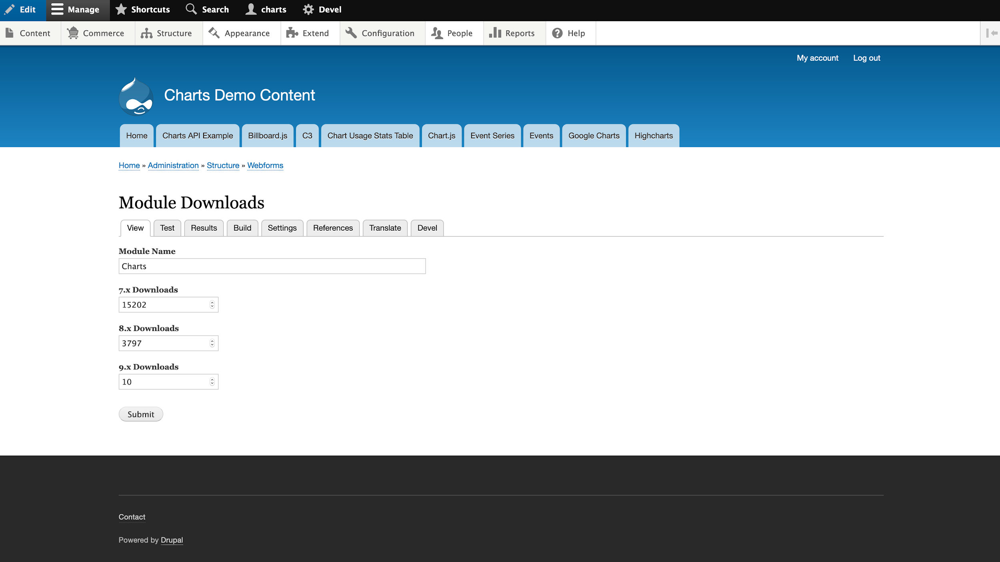 Edit Manage Shortcuts Search charts Devel
Content Commerce Structure Appearance Extend Configuration People Reports Help
My account Log out
Charts Demo Content
Home Charts API Example Billboard.js C3 Chart Usage Stats Table Chart.js Event Series Events Google Charts Highcharts
Home » Administration » Structure » Webforms
Module Downloads
View Test Results Build Settings References Translate Devel
Module Name
Charts
7.x Downloads
15202
8.x Downloads
3797
9.x Downloads
10
Submit
Contact
Powered by Drupal